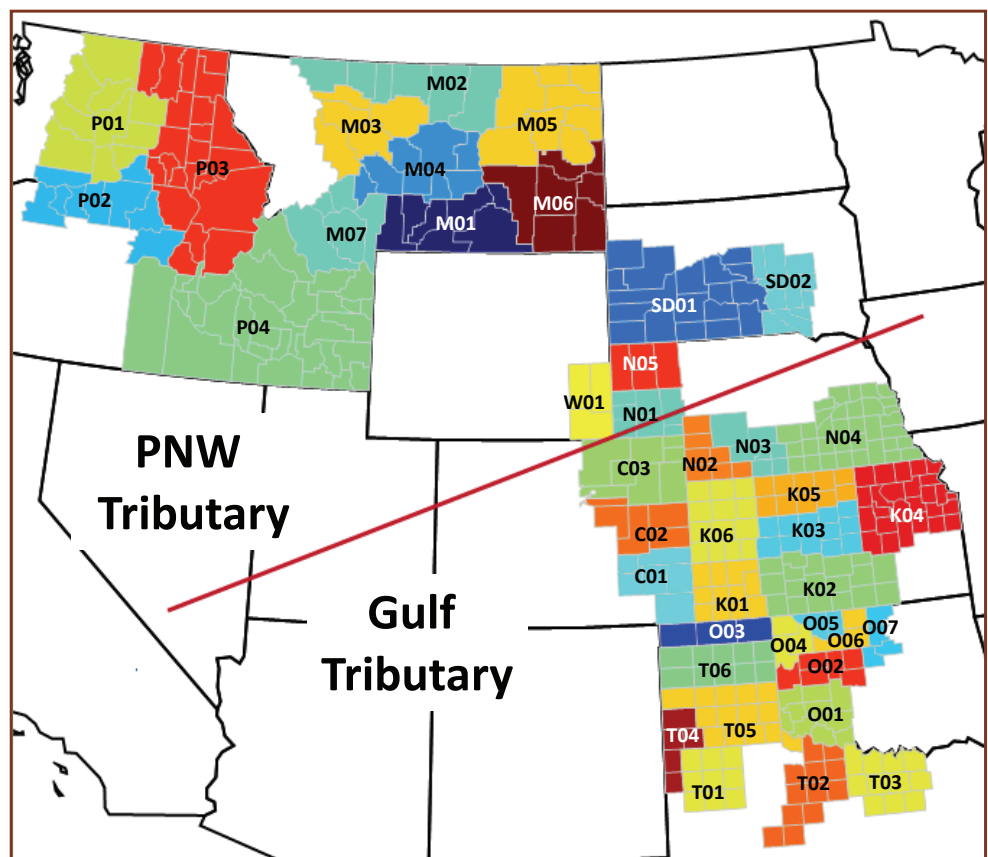 M02
P01
M03
M05
P03
M04
P02
M06
M01
M07
SD02
SD01
P04
N05
W01
N01
PNW
Tributary
N04
N03
C03
N02
K05
K04
C02
K06
K03
C01
K02
K01
Gulf
Tributary
O03
O05
O07
O06
O04
T06
O02
O01
T04
T05
T01
T02
T03